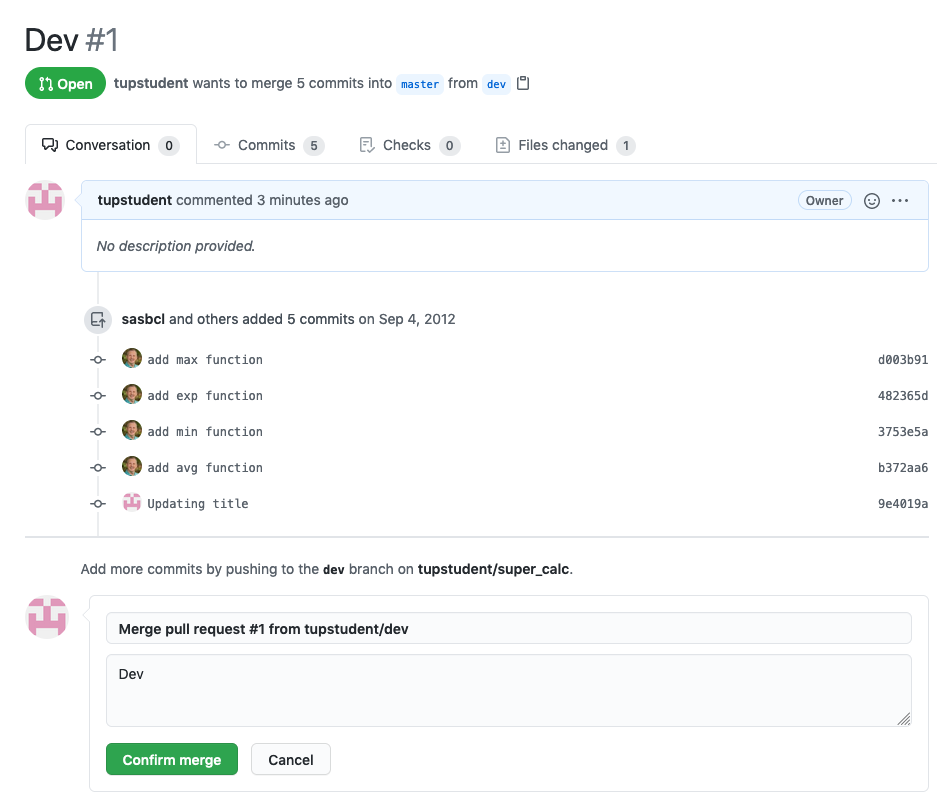 Dev #1
Open tupstudent wants to merge 5 commits into master from dev
Conversation 0 Commits 5 Checks 0 Files changed 1
tupstudent commented 3 minutes ago Owner
No description provided.
sasbcl and others added 5 commits on Sep 4, 2012
add max function d003b91
add exp function 482365d
add min function 3753e5a
add avg function b372aa6
Updating title 9e4019a
Add more commits by pushing to the dev branch on tupstudent/super_calc.
Merge pull request #1 from tupstudent/dev
Dev
Confirm merge Cancel